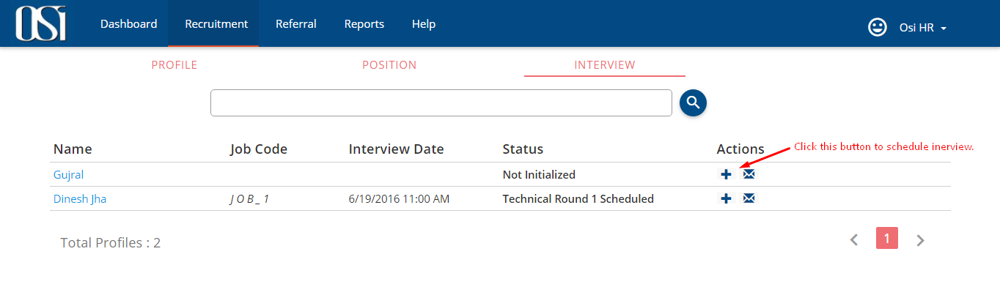 OSi Dashboard Recruitment Referral Reports Help Osi HR
PROFILE POSITION INTERVIEW
Name Job Code Interview Date Status Actions Click this button to schedule inerview.
Gujral Not Initialized
Dinesh Jha JOB_1 6/19/2016 11:00 AM Technical Round 1 Scheduled
Total Profiles : 2 1